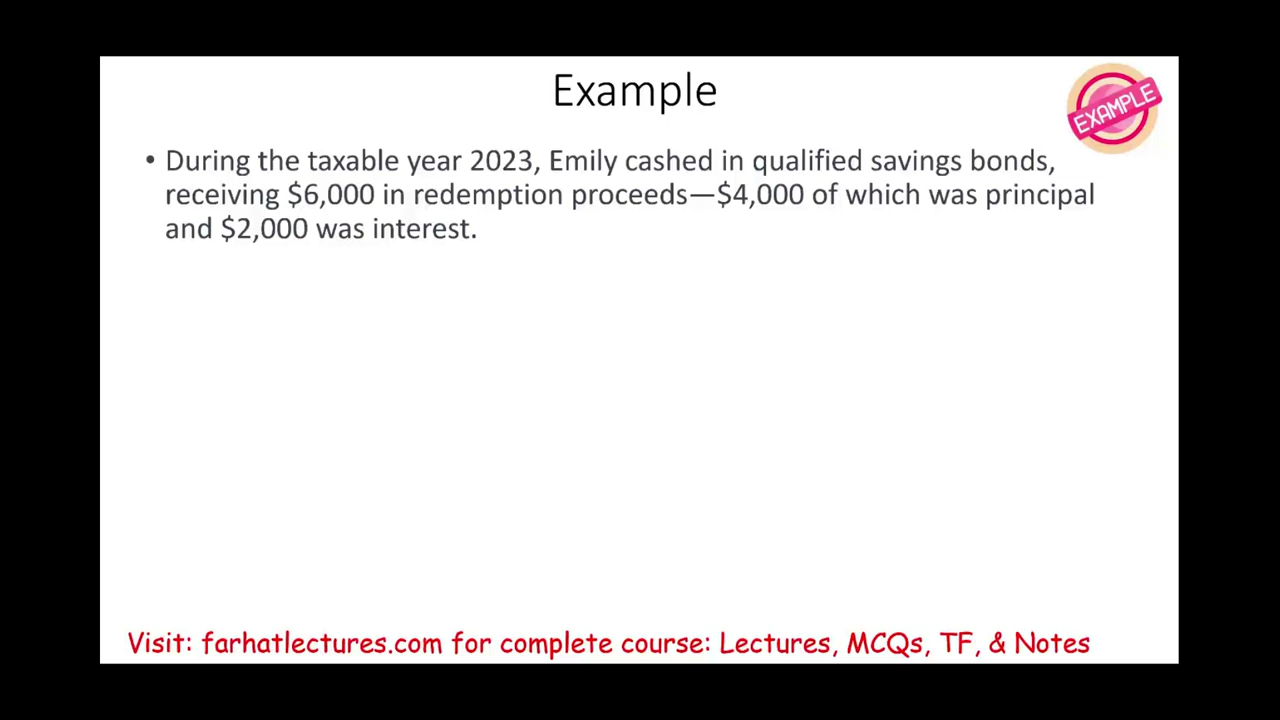 Example
EXAMPLE
• During the taxable year 2023, Emily cashed in qualified savings bonds,
receiving $6,000 in redemption proceeds—$4,000 of which was principal
and $2,000 was interest.
Visit: farhatlectures.com for complete course: Lectures, MCQs, TF, & Notes